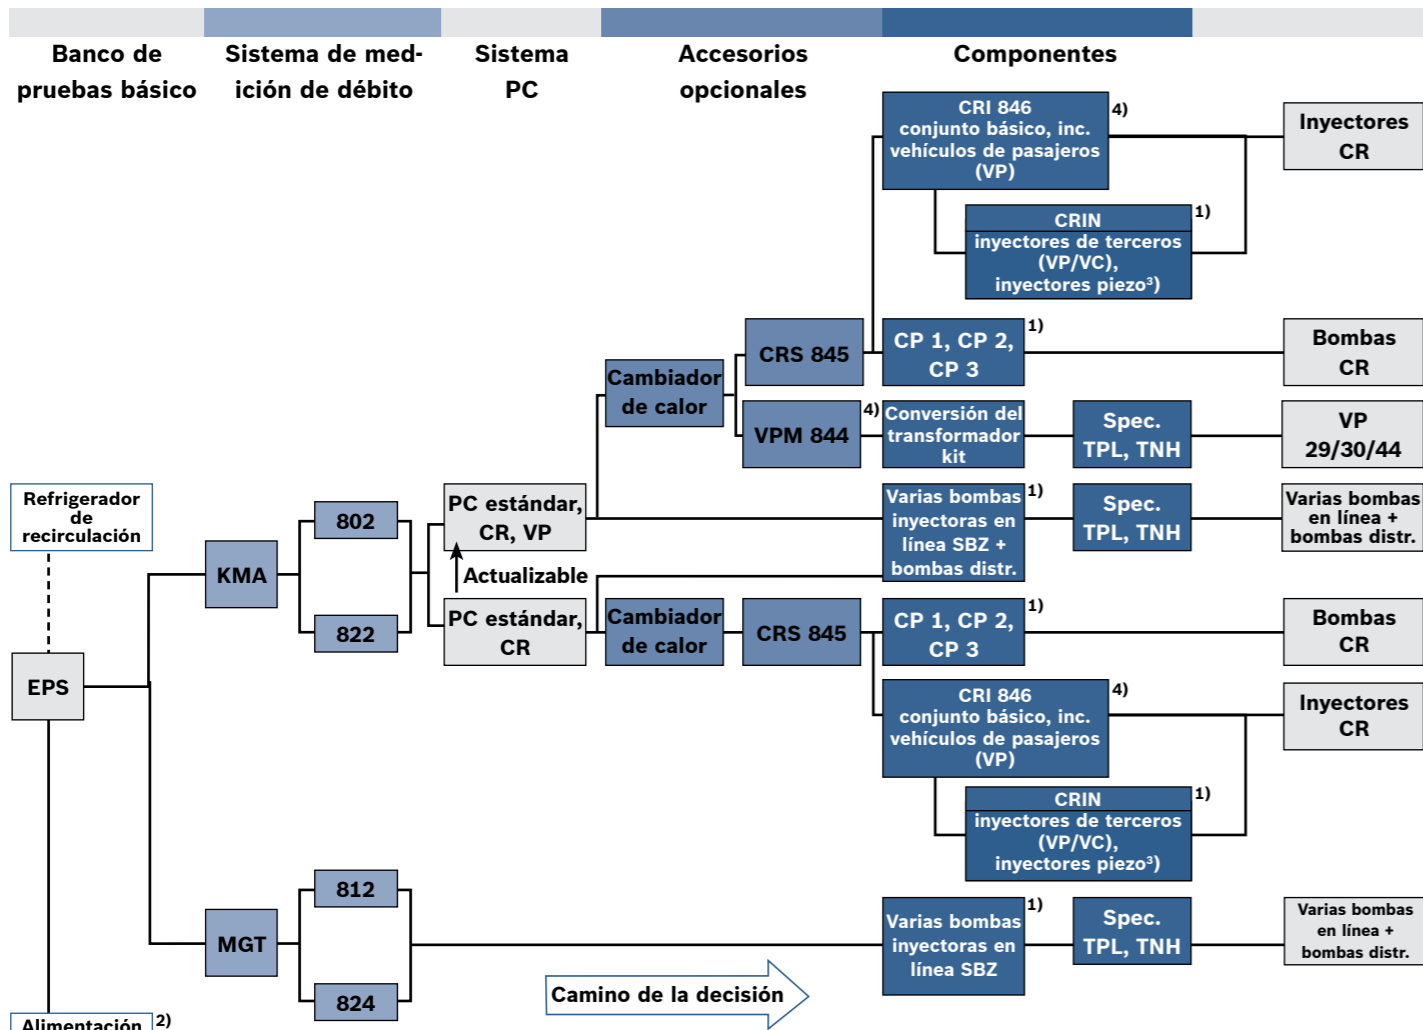 Banco de
pruebas básico
Sistema de med-
ición de débito
Sistema
PC
Accesorios
opcionales
Componentes
CRI 846
conjunto básico, inc.
vehículos de pasajeros
(VP)
4)
Inyectores
CR
CRIN
inyectores de terceros
(VP/VC),
inyectores piezo³)
1)
CRS 845
CP 1, CP 2,
CP 3
1)
Bombas
CR
Cambiador
de calor
VPM 844
4)
Conversión del
transformador
kit
Spec.
TPL, TNH
VP
29/30/44
Refrigerador
de
recirculación
802
PC estándar,
CR, VP
Varias bombas
inyectoras en
línea SBZ +
bombas distr.
1)
Spec.
TPL, TNH
Varias bombas
en línea +
bombas distr.
KMA
Actualizable
822
PC estándar,
CR
Cambiador
de calor
CRS 845
CP 1, CP 2,
CP 3
1)
Bombas
CR
EPS
CRI 846
conjunto básico, inc.
vehículos de pasajeros
(VP)
4)
Inyectores
CR
CRIN
inyectores de terceros
(VP/VC),
inyectores piezo³)
1)
812
MGT
824
Varias bombas
inyectoras en
línea SBZ
1)
Spec.
TPL, TNH
Varias bombas
en línea +
bombas distr.
Camino de la decisión
Alimentación 2)